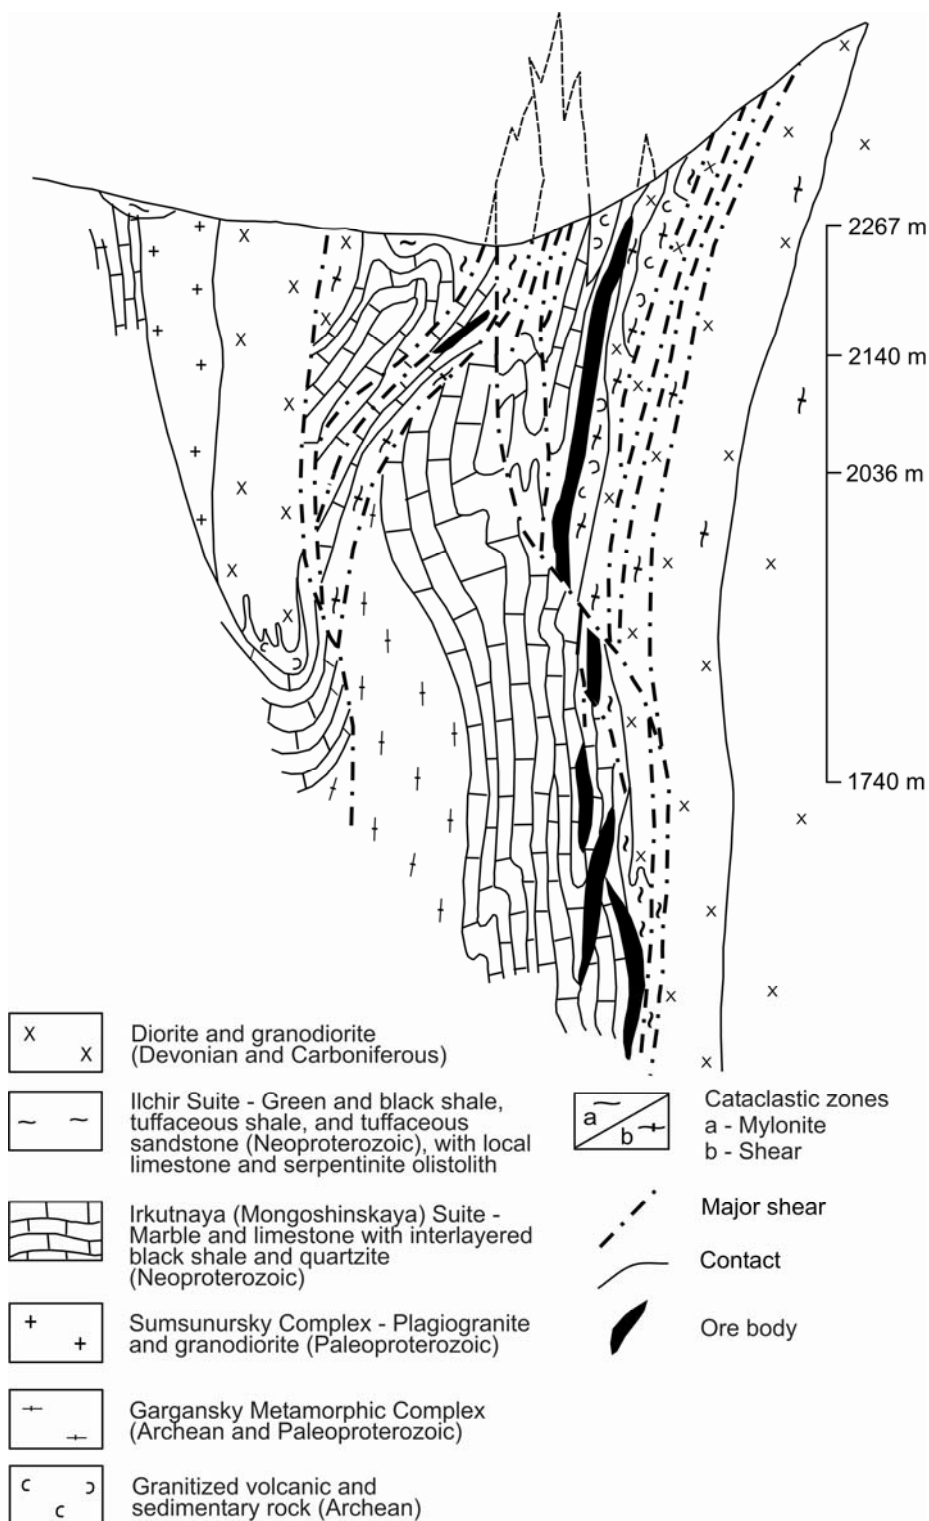 2267 m
2140 m
2036 m
1740 m
Diorite and granodiorite
(Devonian and Carboniferous)
Ilchir Suite - Green and black shale,
tuffaceous shale, and tuffaceous
sandstone (Neoproterozoic), with local
limestone and serpentinite olistolith
Irkutnaya (Mongoshinskaya) Suite -
Marble and limestone with interlayered
black shale and quartzite
(Neoproterozoic)
Sumsunursky Complex - Plagiogranite
and granodiorite (Paleoproterozoic)
Gargansky Metamorphic Complex
(Archean and Paleoproterozoic)
Granitized volcanic and
sedimentary rock (Archean)
a
b
Cataclastic zones
a - Mylonite
b - Shear
Major shear
Contact
Ore body